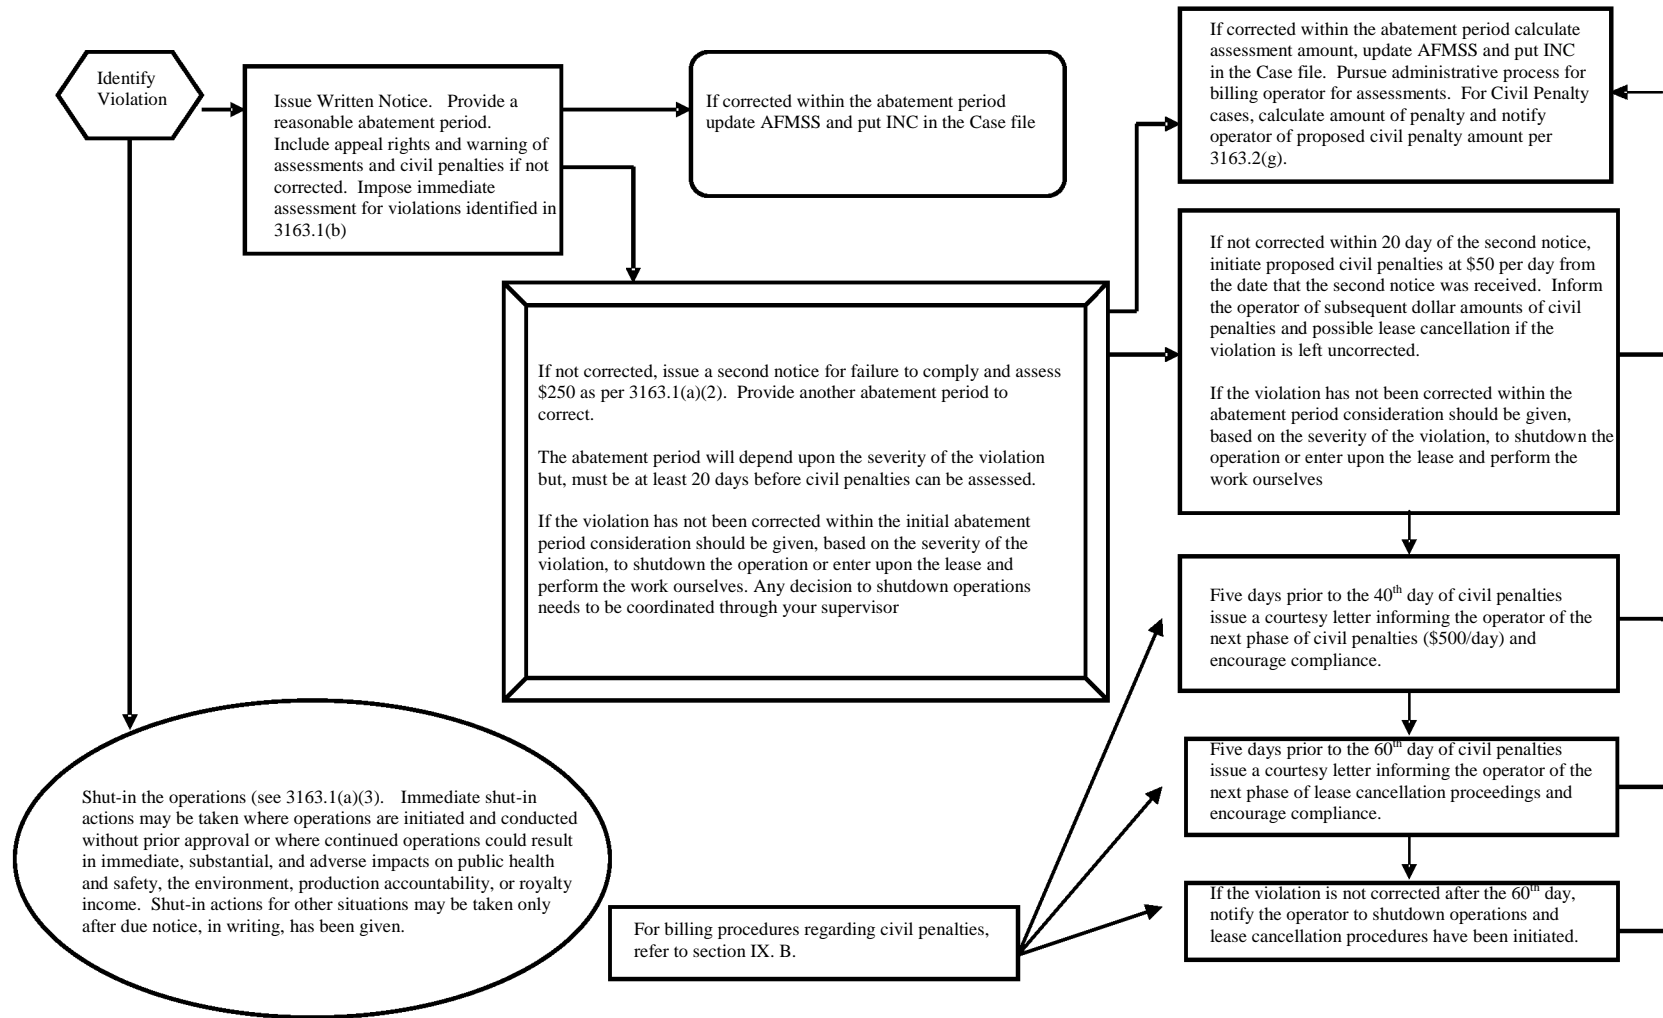 Identify
Violation
Issue Written Notice. Provide a
reasonable abatement period.
Include appeal rights and warning of
assessments and civil penalties if not
corrected. Impose immediate
assessment for violations identified in
3163.1(b)
If corrected within the abatement period
update AFMSS and put INC in the Case file
If corrected within the abatement period calculate
assessment amount, update AFMSS and put INC
in the Case file. Pursue administrative process for
billing operator for assessments. For Civil Penalty
cases, calculate amount of penalty and notify
operator of proposed civil penalty amount per
3163.2(g).
If not corrected within 20 day of the second notice,
initiate proposed civil penalties at $50 per day from
the date that the second notice was received. Inform
the operator of subsequent dollar amounts of civil
penalties and possible lease cancellation if the
violation is left uncorrected.
If the violation has not been corrected within the
abatement period consideration should be given,
based on the severity of the violation, to shutdown the
operation or enter upon the lease and perform the
work ourselves
If not corrected, issue a second notice for failure to comply and assess
$250 as per 3163.1(a)(2). Provide another abatement period to
correct.
The abatement period will depend upon the severity of the violation
but, must be at least 20 days before civil penalties can be assessed.
If the violation has not been corrected within the initial abatement
period consideration should be given, based on the severity of the
violation, to shutdown the operation or enter upon the lease and
perform the work ourselves. Any decision to shutdown operations
needs to be coordinated through your supervisor
Five days prior to the 40th day of civil penalties
issue a courtesy letter informing the operator of the
next phase of civil penalties ($500/day) and
encourage compliance.
Five days prior to the 60th day of civil penalties
issue a courtesy letter informing the operator of the
next phase of lease cancellation proceedings and
encourage compliance.
If the violation is not corrected after the 60th day,
notify the operator to shutdown operations and
lease cancellation procedures have been initiated.
Shut-in the operations (see 3163.1(a)(3). Immediate shut-in
actions may be taken where operations are initiated and conducted
without prior approval or where continued operations could result
in immediate, substantial, and adverse impacts on public health
and safety, the environment, production accountability, or royalty
income. Shut-in actions for other situations may be taken only
after due notice, in writing, has been given.
For billing procedures regarding civil penalties,
refer to section IX. B.